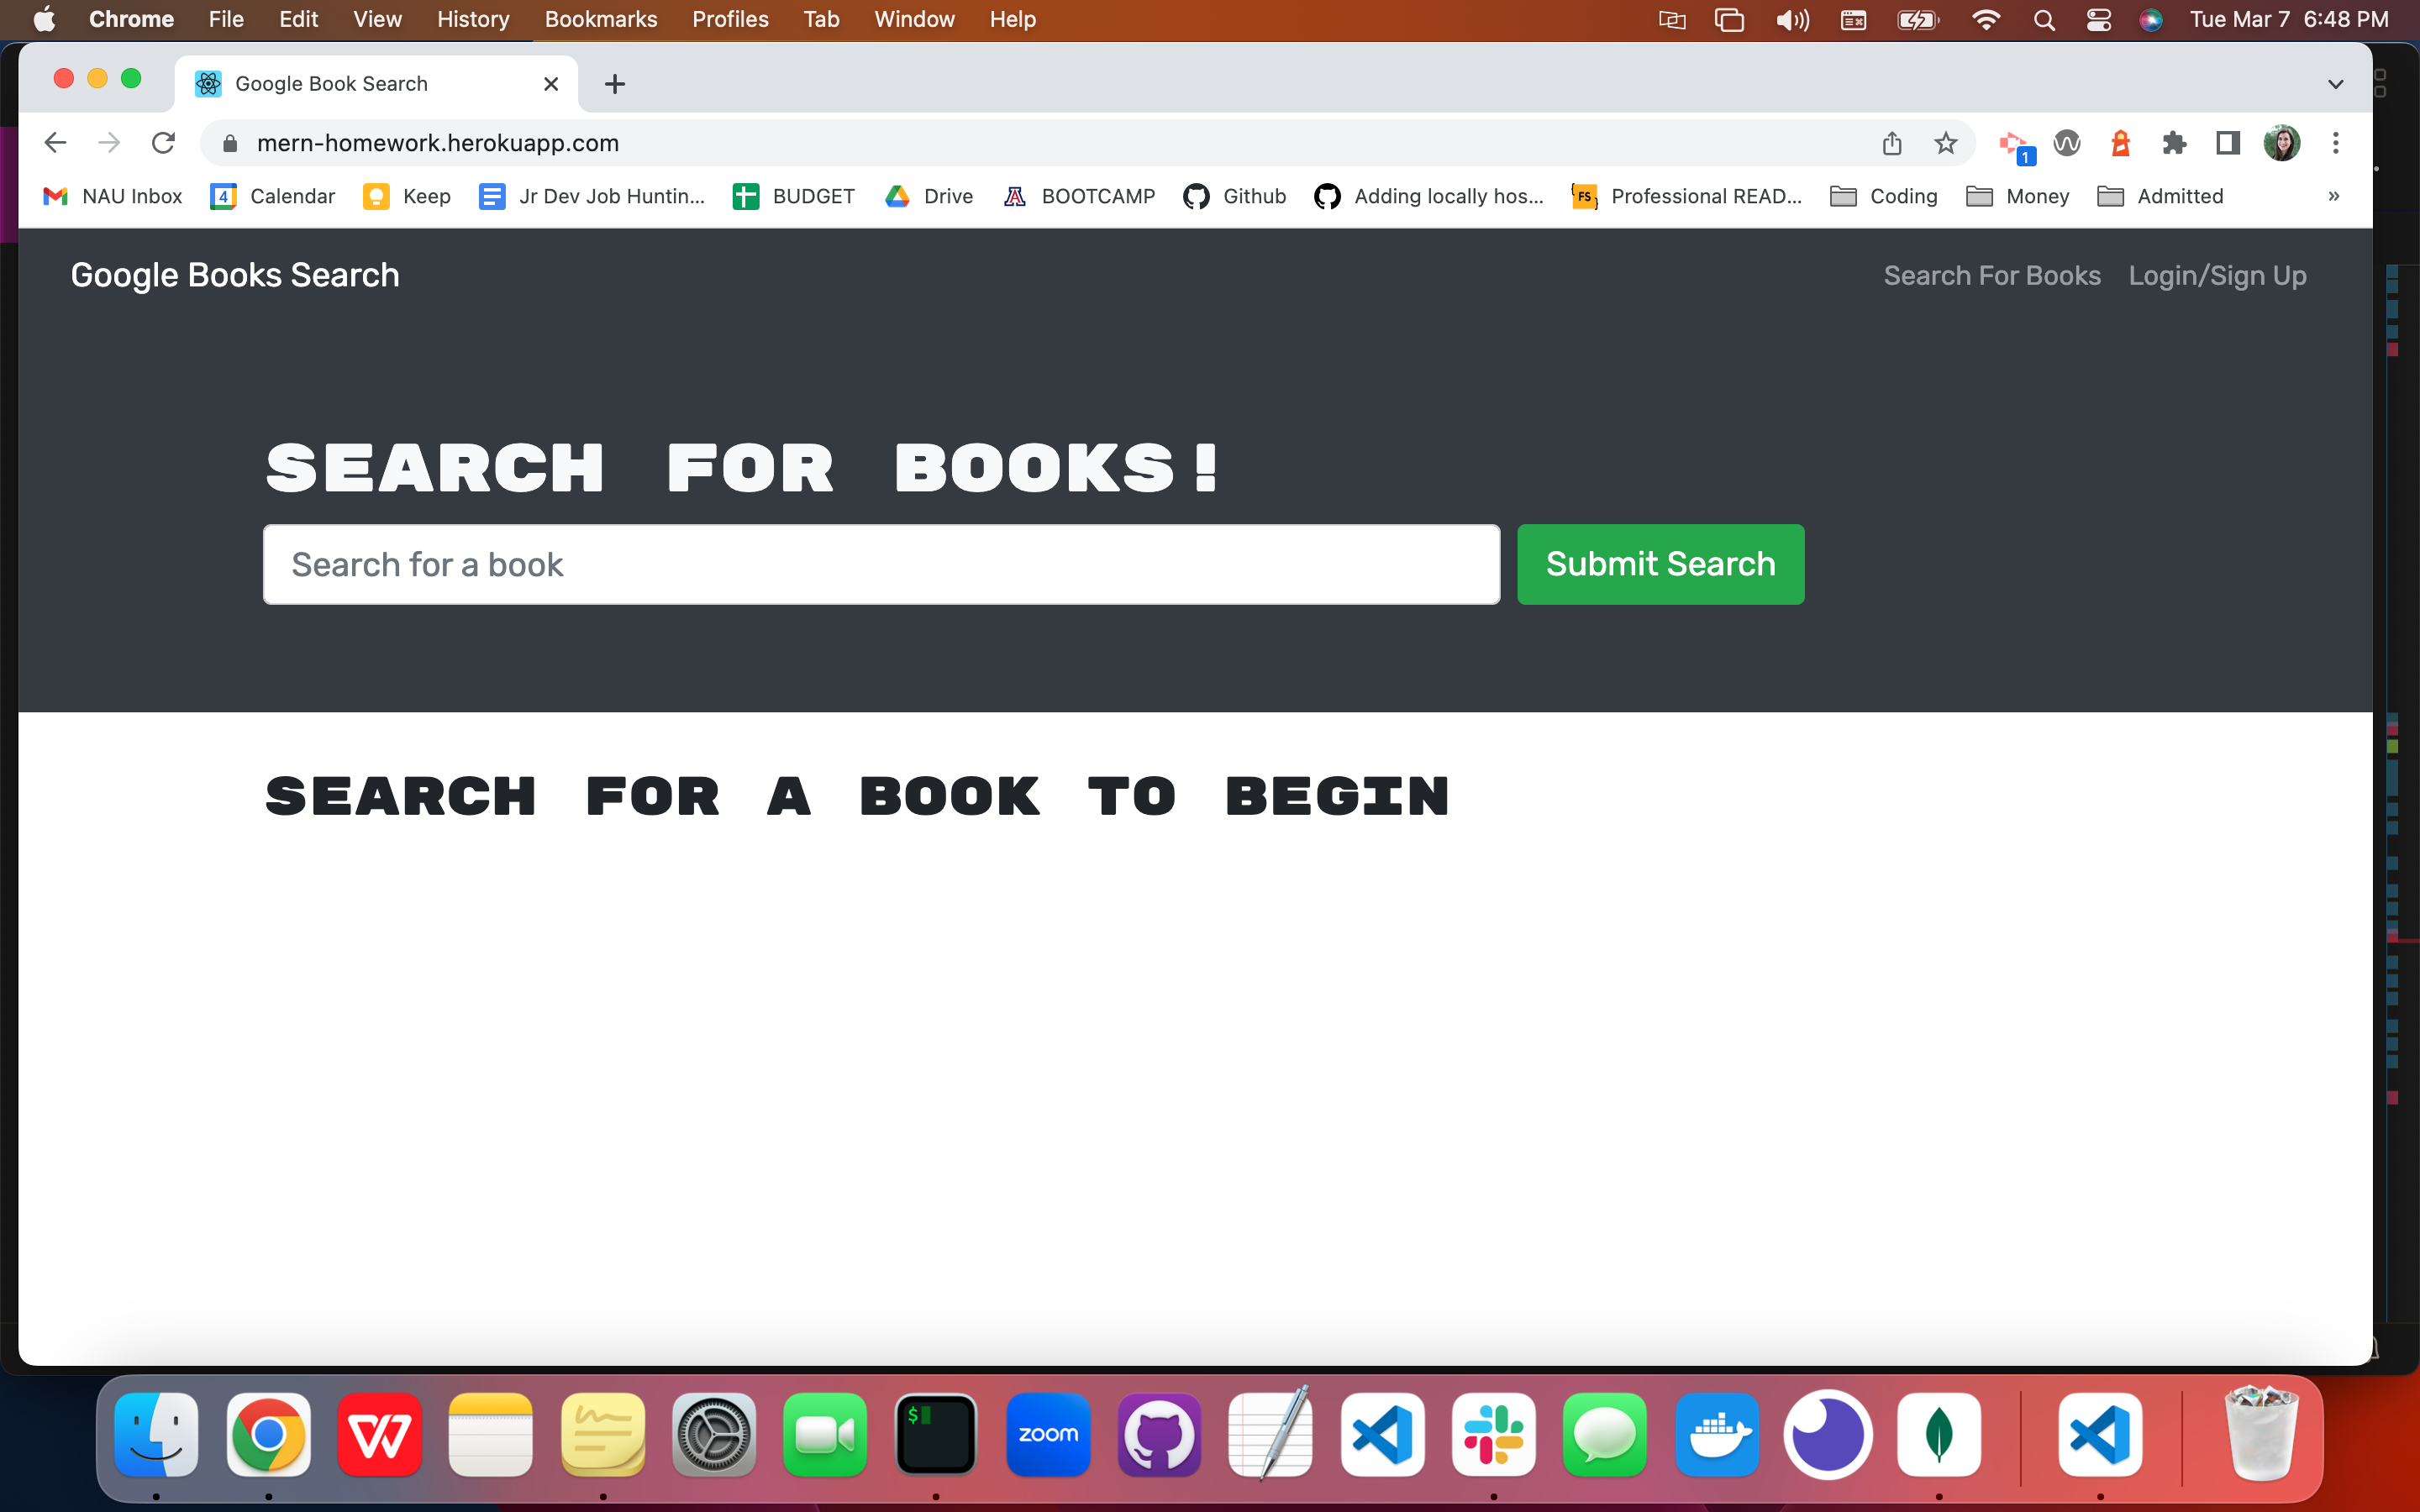 Chrome File Edit View History Bookmarks Profiles Tab Window Help Tue Mar 7 6:48 PM
Google Book Search
mern-homework.herokuapp.com
1
NAU Inbox 4 Calendar Keep Jr Dev Job Huntin... BUDGET Drive BOOTCAMP Github Adding locally hos... FS Professional READ... Coding Money Admitted »
Google Books Search Search For Books Login/Sign Up
SEARCH FOR BOOKS!
Search for a book Submit Search
SEARCH FOR A BOOK TO BEGIN
$ zoom